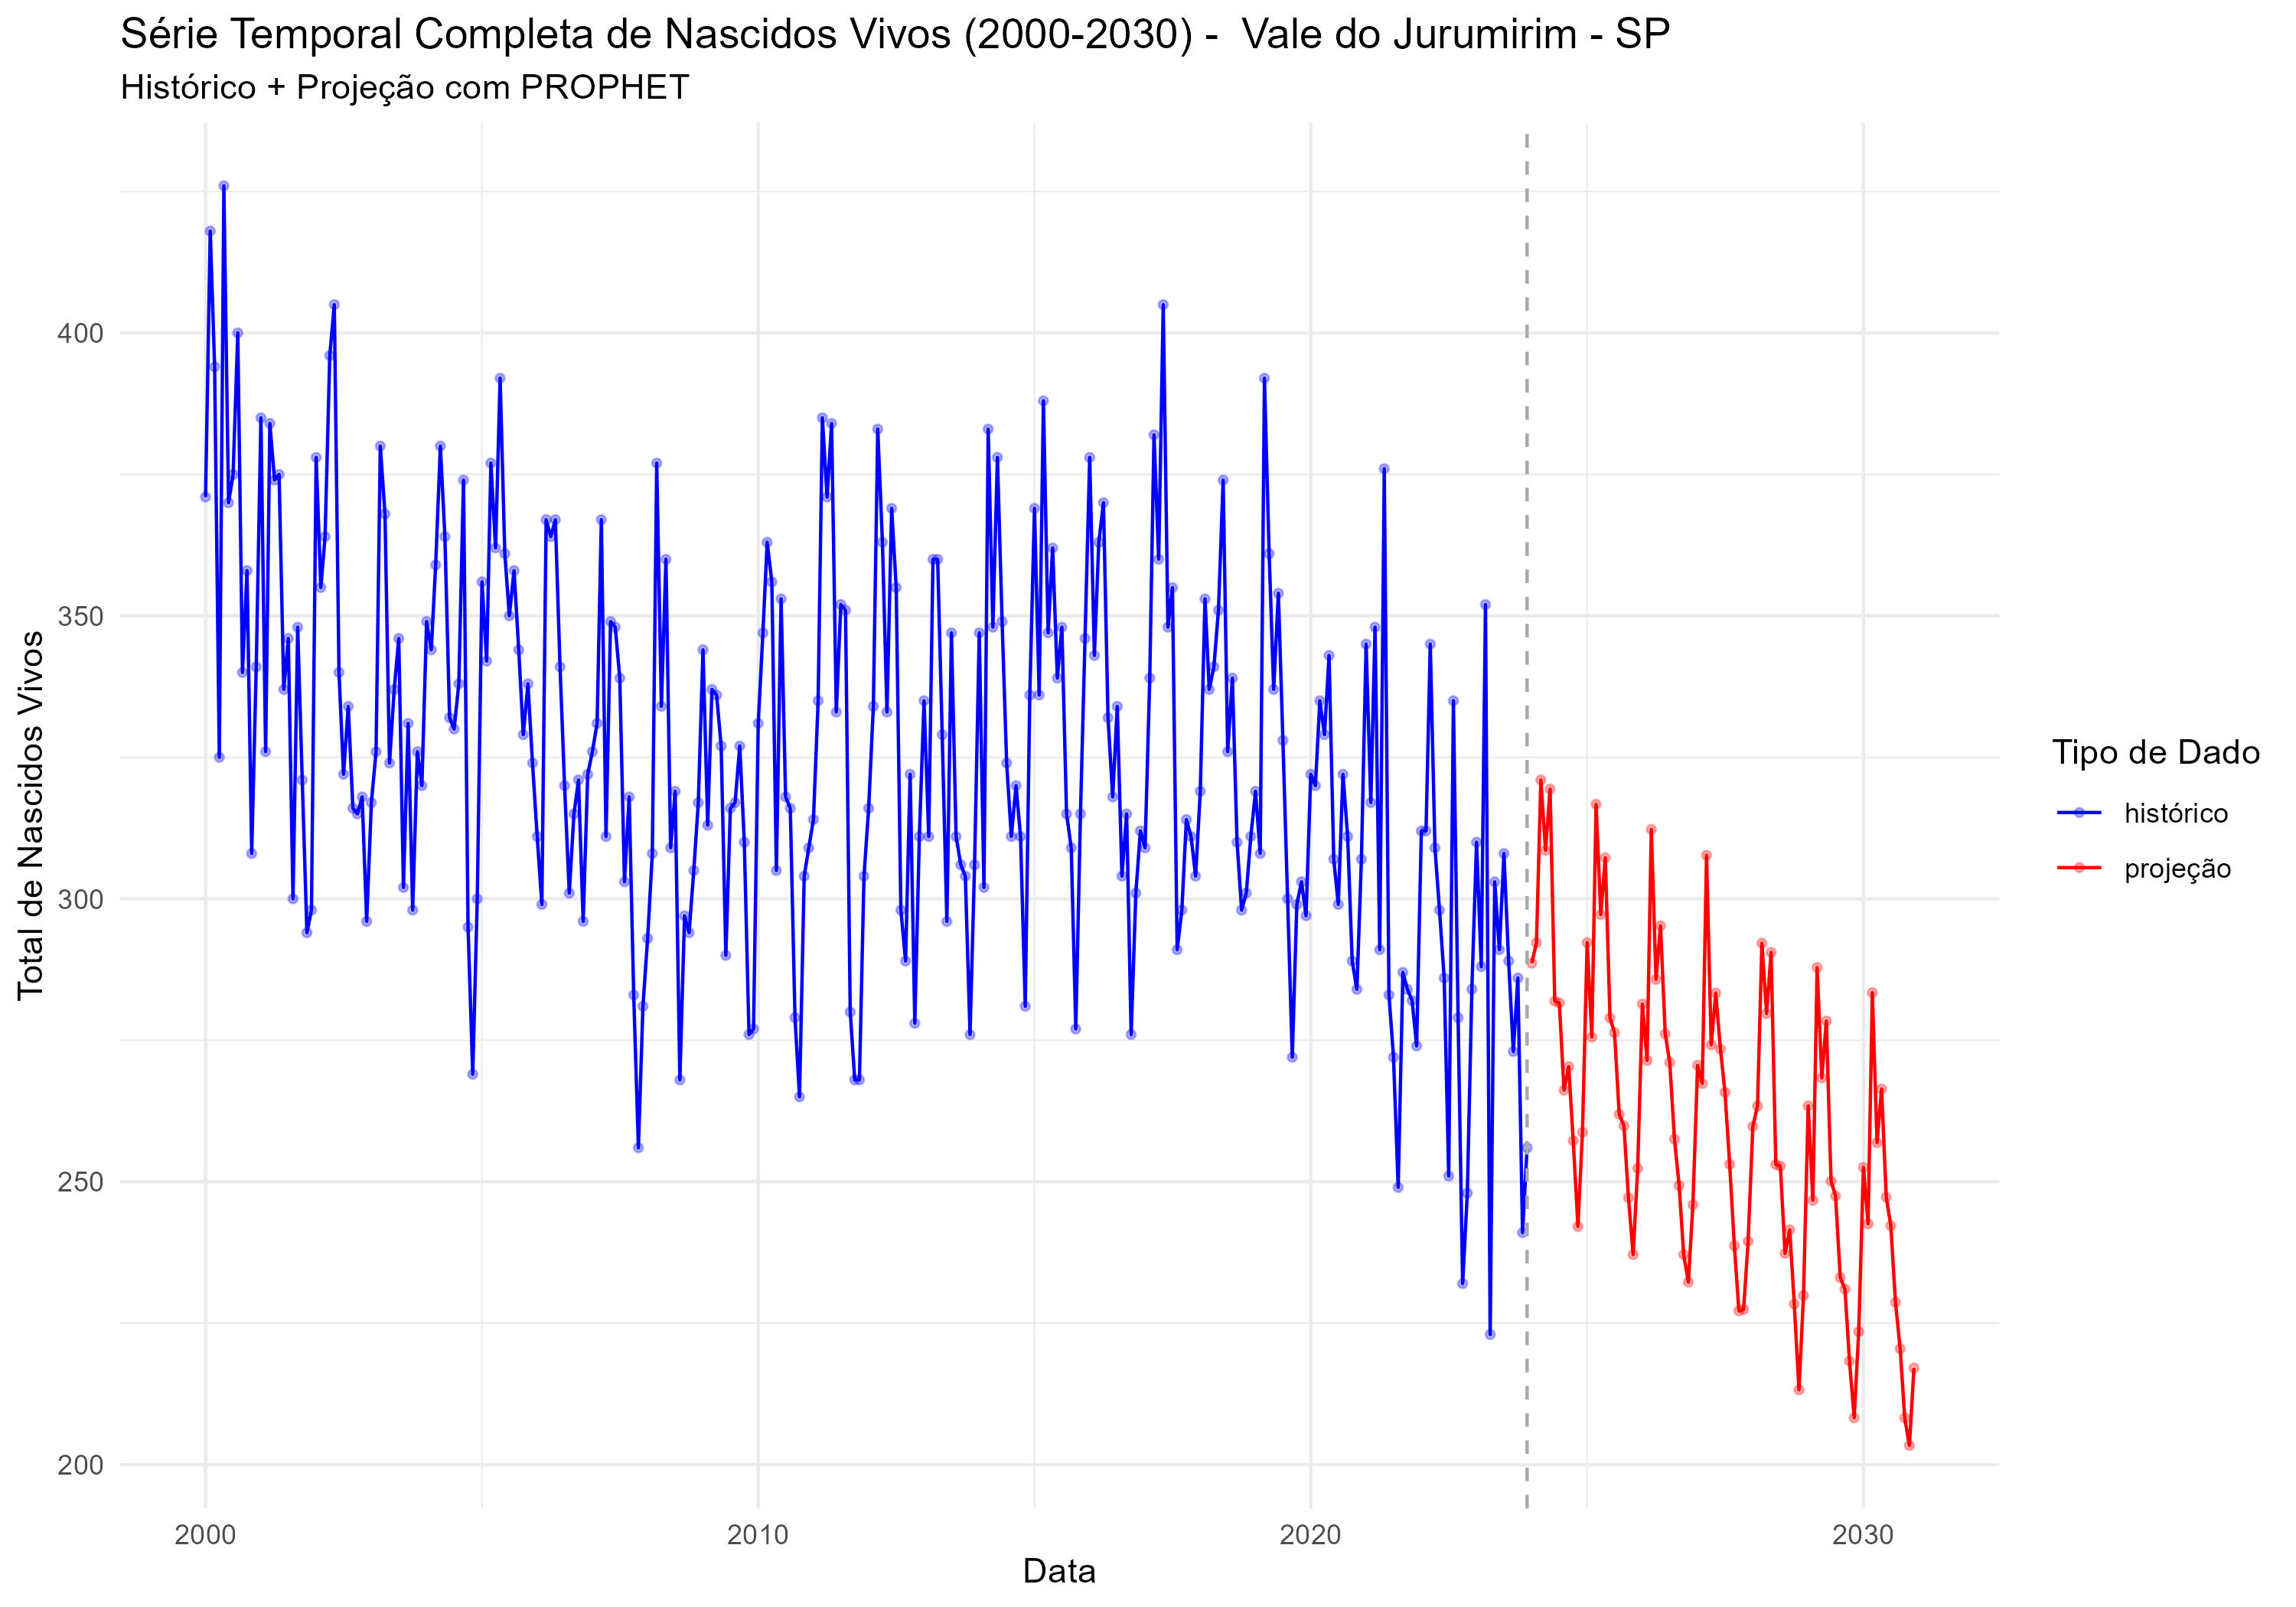 Série Temporal Completa de Nascidos Vivos (2000-2030) -  Vale do Jurumirim - SP
Histórico + Projeção com PROPHET
Total de Nascidos Vivos
400
350
300
250
200
2000
2010
2020
2030
Data
Tipo de Dado
histórico
projeção